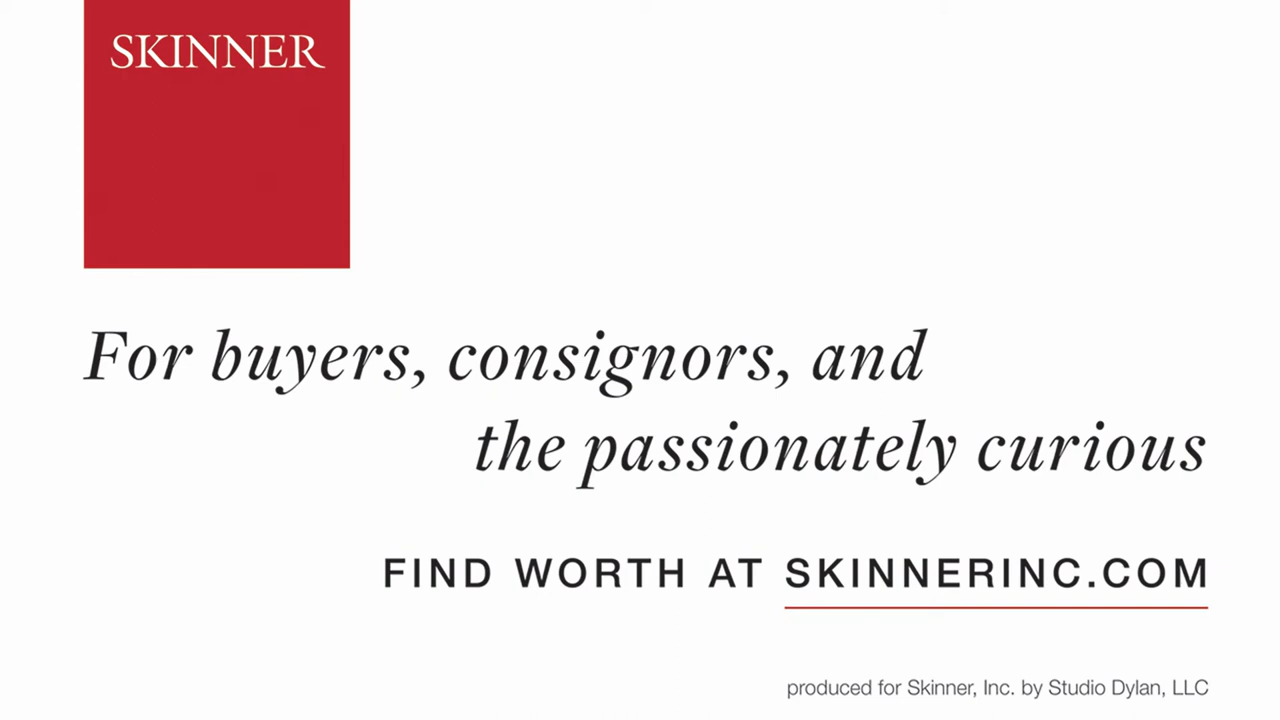 SKINNER
For buyers, consignors, and
the passionately curious
FIND WORTH AT SKINNERINC.COM
produced for Skinner, Inc. by Studio Dylan, LLC